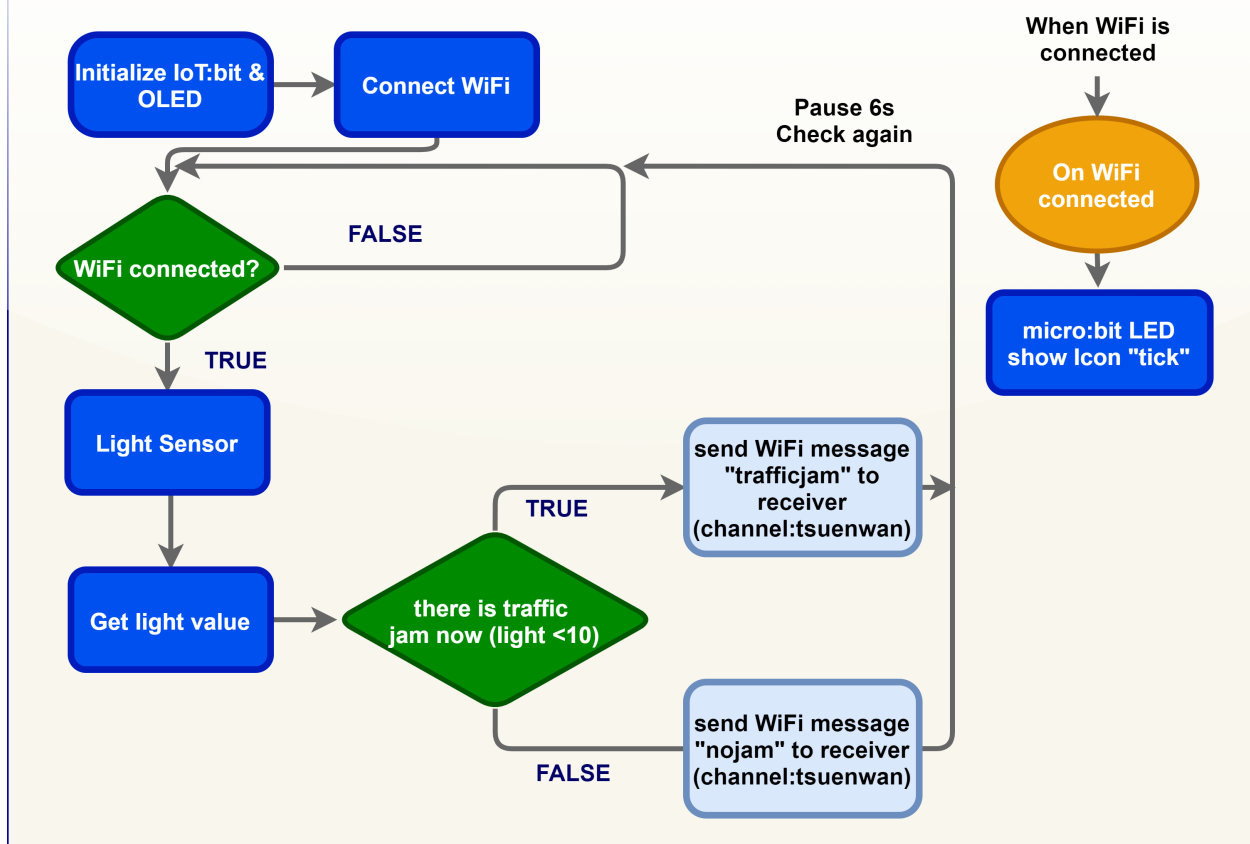 Initialize IoT:bit &
OLED
Connect WiFi
When WiFi is
connected
Pause 6s
Check again
On WiFi
connected
FALSE
WiFi connected?
micro:bit LED
show Icon "tick"
TRUE
Light Sensor
send WiFi message
"trafficjam" to
receiver
(channel:tsuenwan)
TRUE
Get light value
there is traffic
jam now (light <10)
send WiFi message
"nojam" to receiver
(channel:tsuenwan)
FALSE